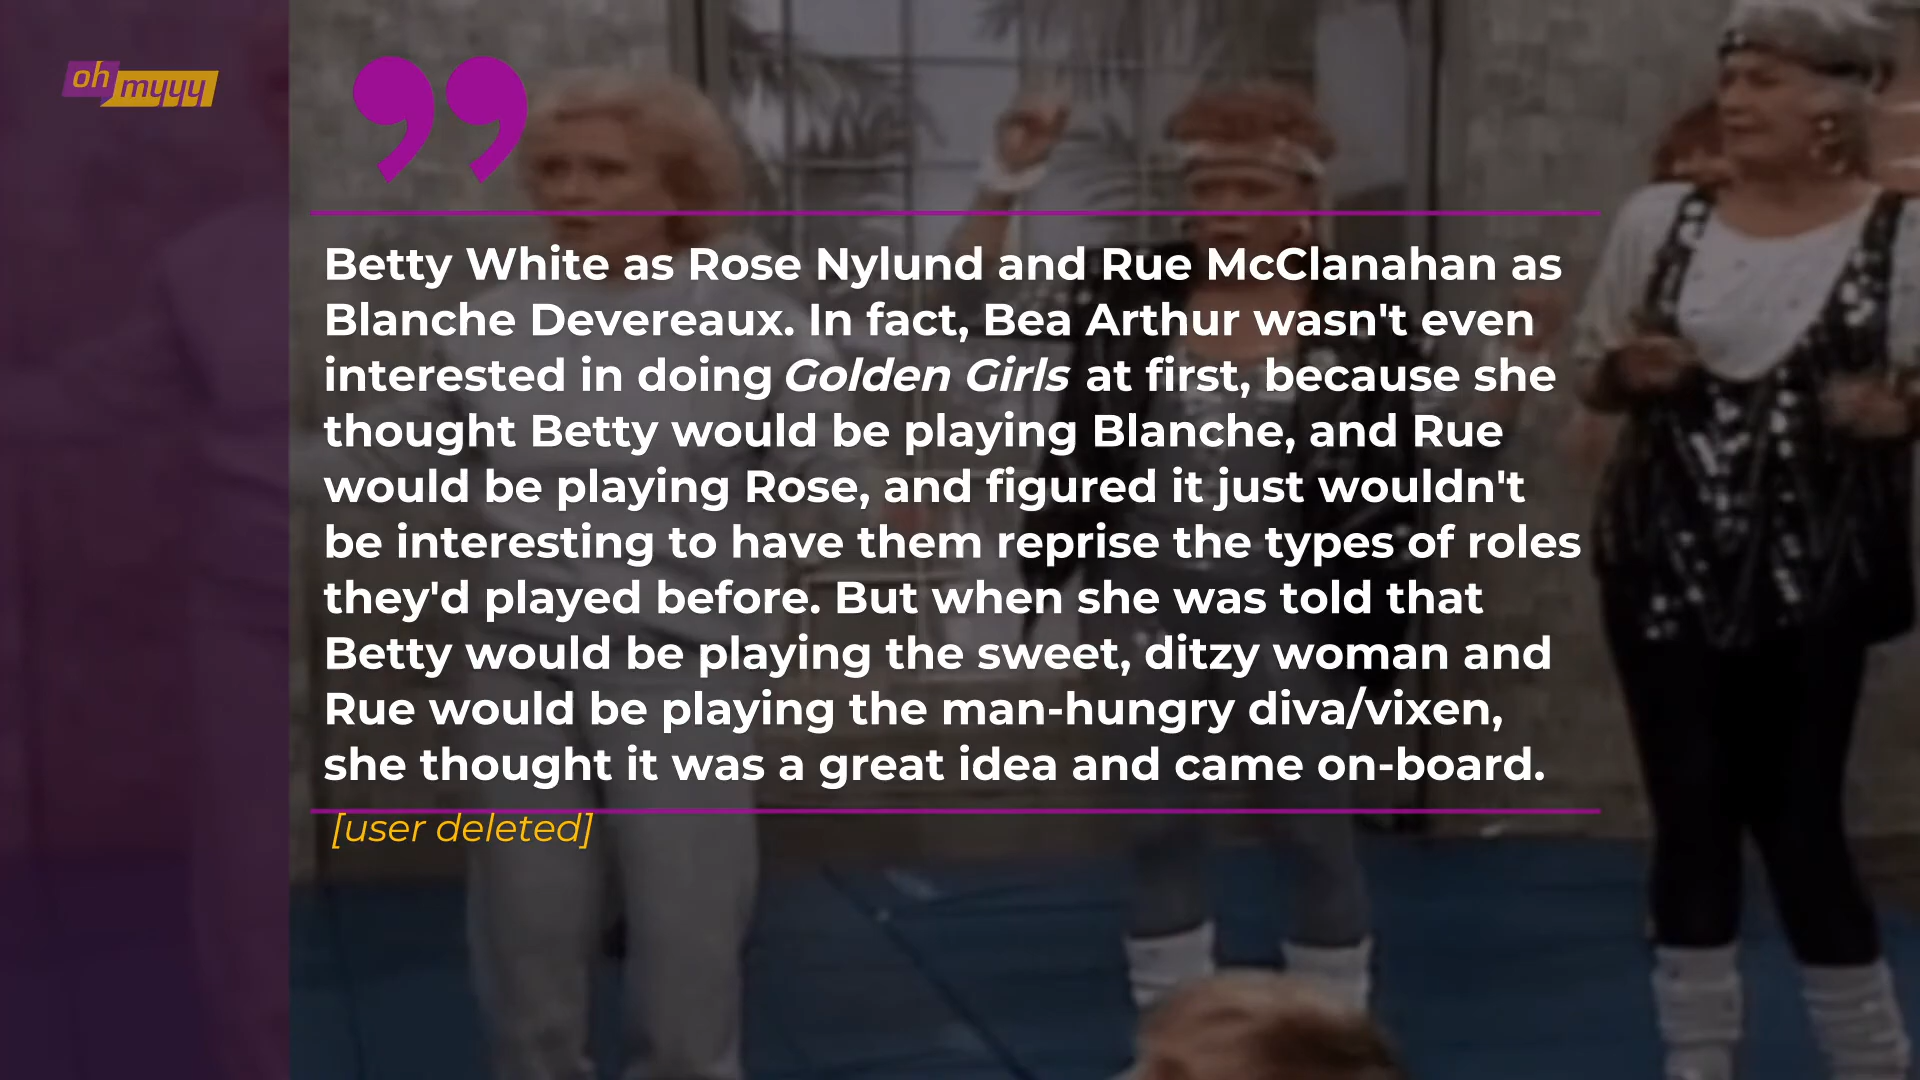 oh
myyy
Betty White as Rose Nylund and Rue McClanahan as
Blanche Devereaux. In fact, Bea Arthur wasn't even
interested in doing Golden Girls at first, because she
thought Betty would be playing Blanche, and Rue
would be playing Rose, and figured it just wouldn't
be interesting to have them reprise the types of roles
they'd played before. But when she was told that
Betty would be playing the sweet, ditzy woman and
Rue would be playing the man-hungry diva/vixen,
she thought it was a great idea and came on-board.
[user deleted]